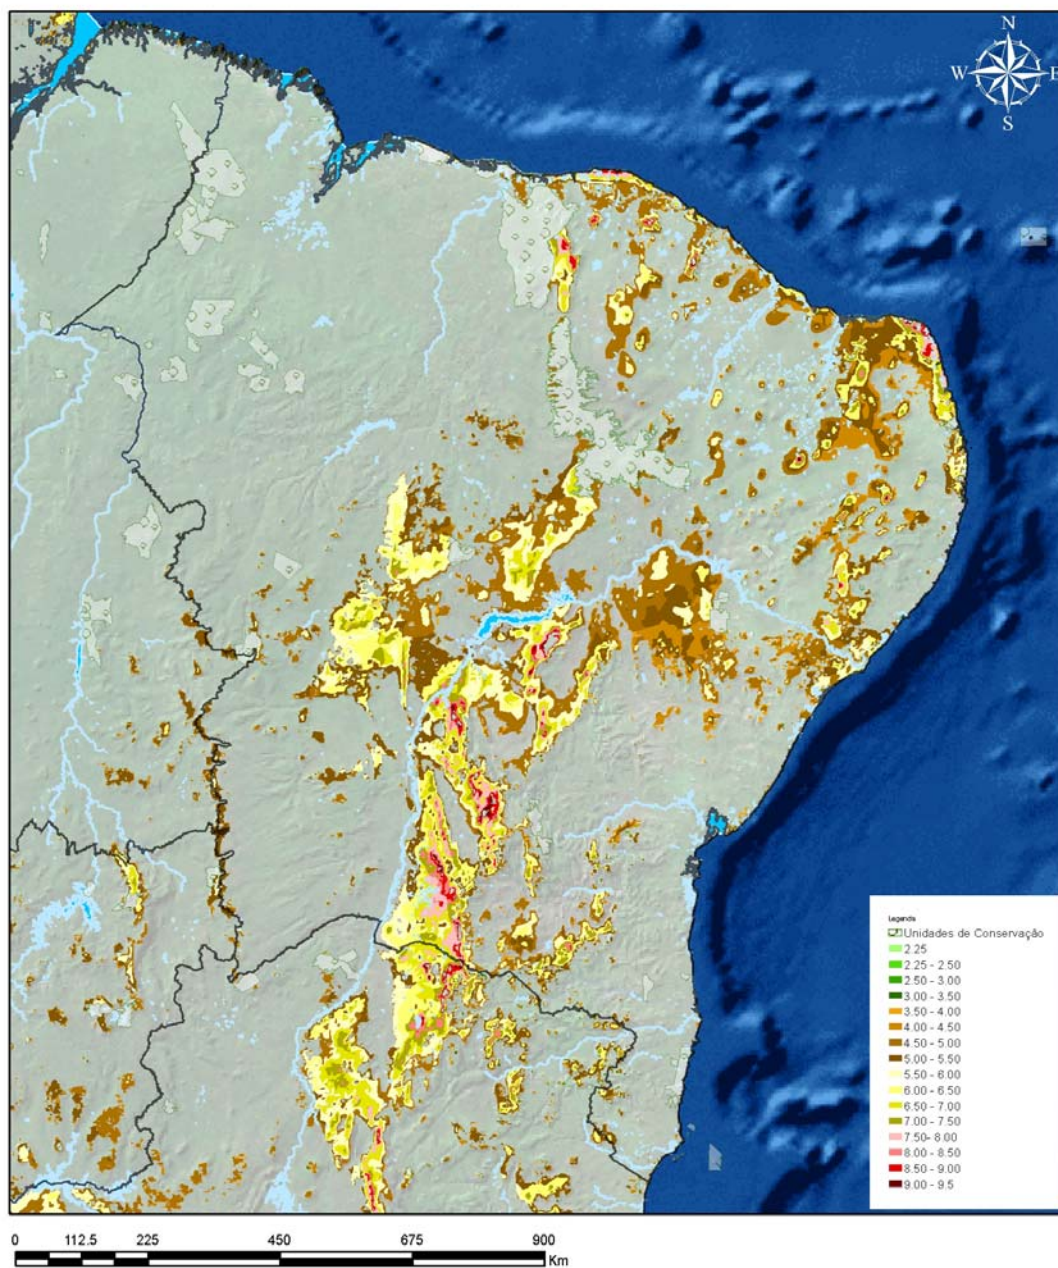 N
W E
S
Legenda
Unidades de Conservação
2.25
2.25 - 2.50
2.50 - 3.00
3.00 - 3.50
3.50 - 4.00
4.00 - 4.50
4.50 - 5.00
5.00 - 5.50
5.50 - 6.00
6.00 - 6.50
6.50 - 7.00
7.00 - 7.50
7.50- 8.00
8.00 - 8.50
8.50 - 9.00
9.00 - 9.5
0 112.5 225 450 675 900
Km